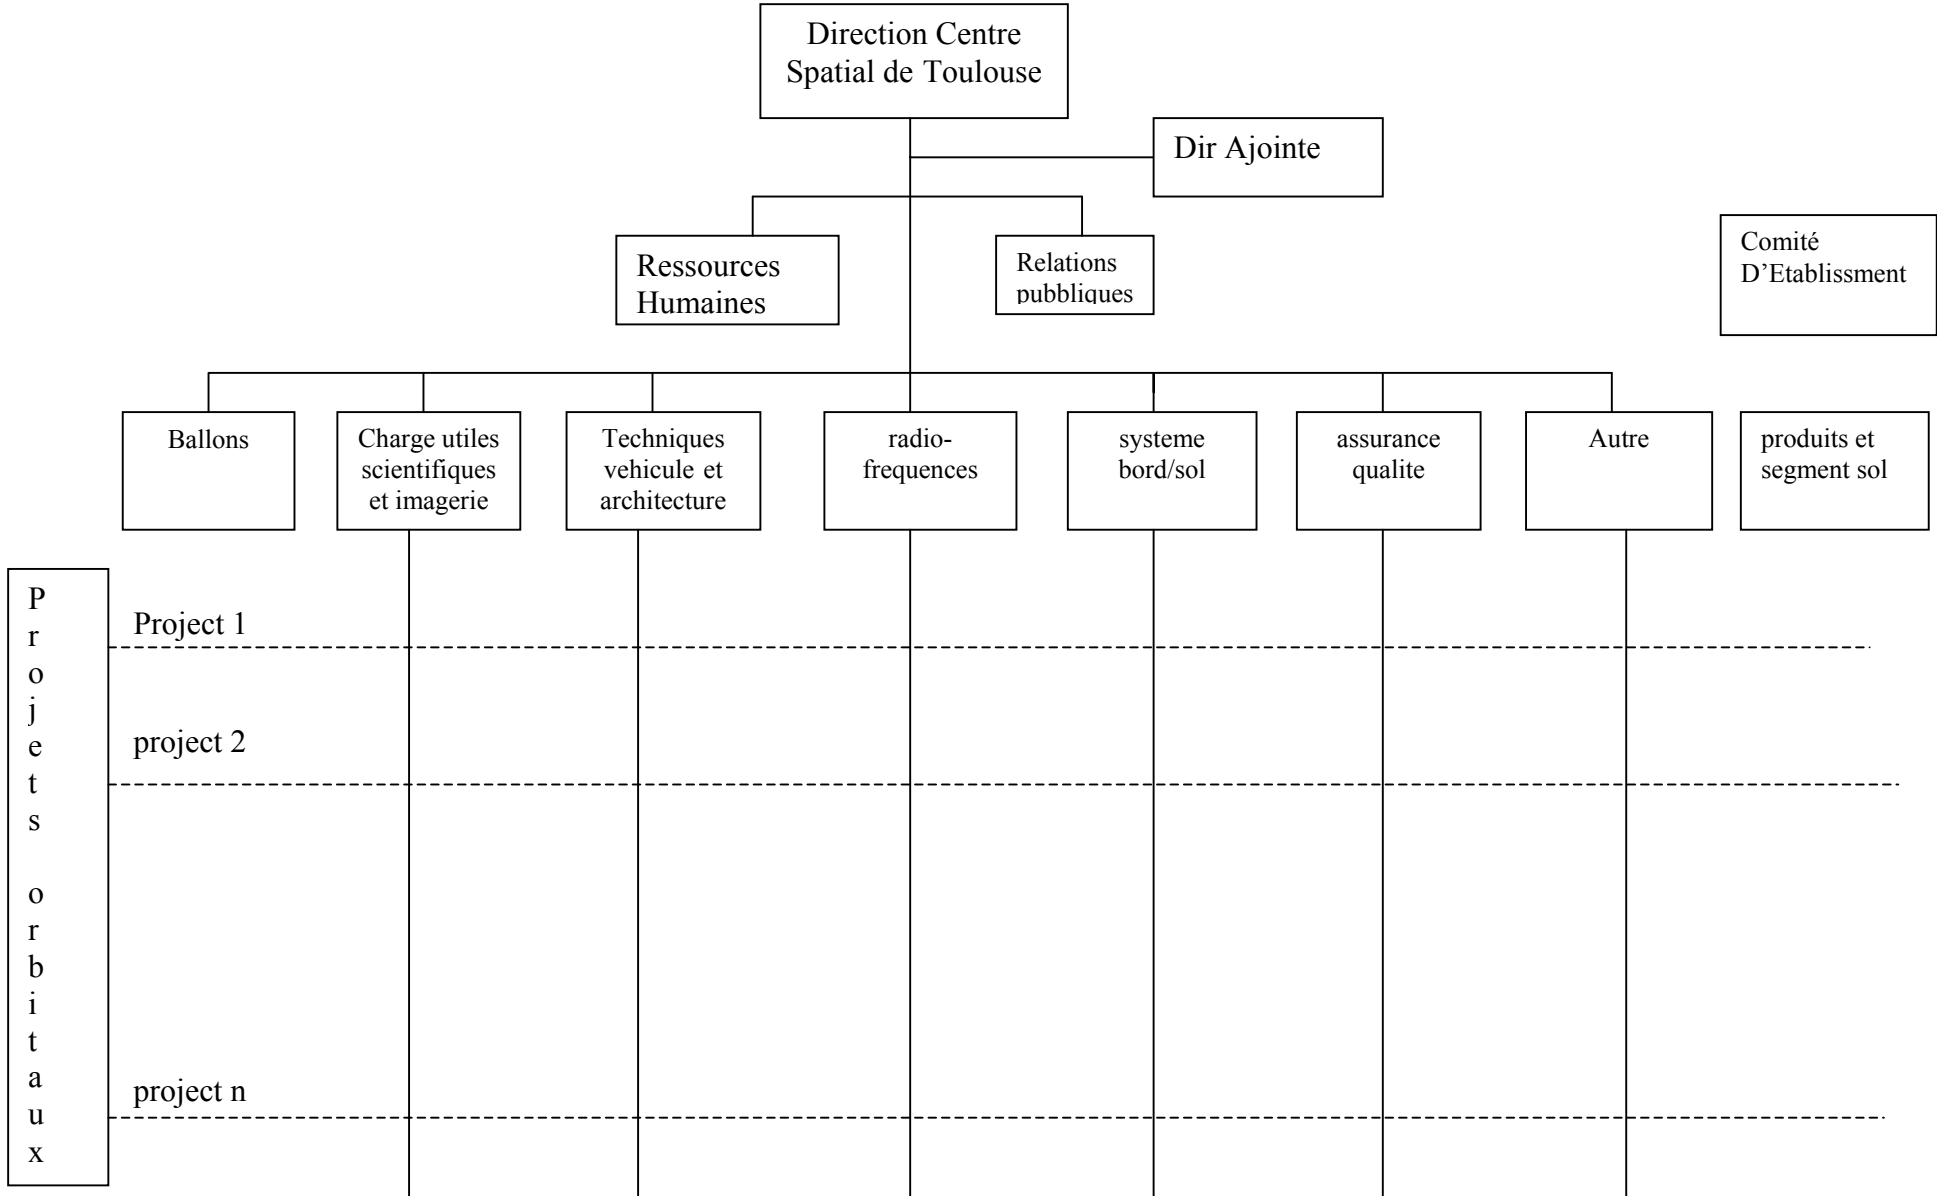 Direction Centre
Spatial de Toulouse
Dir Ajointe
Ressources
Humaines
Relations
pubbliques
Comité
D’Etablissment
Ballons
Charge utiles
scientifiques
et imagerie
Techniques
vehicule et
architecture
radio-
frequences
systeme
bord/sol
assurance
qualite
Autre
produits et
segment sol
Projets orbitaux
Project 1
project 2
project n